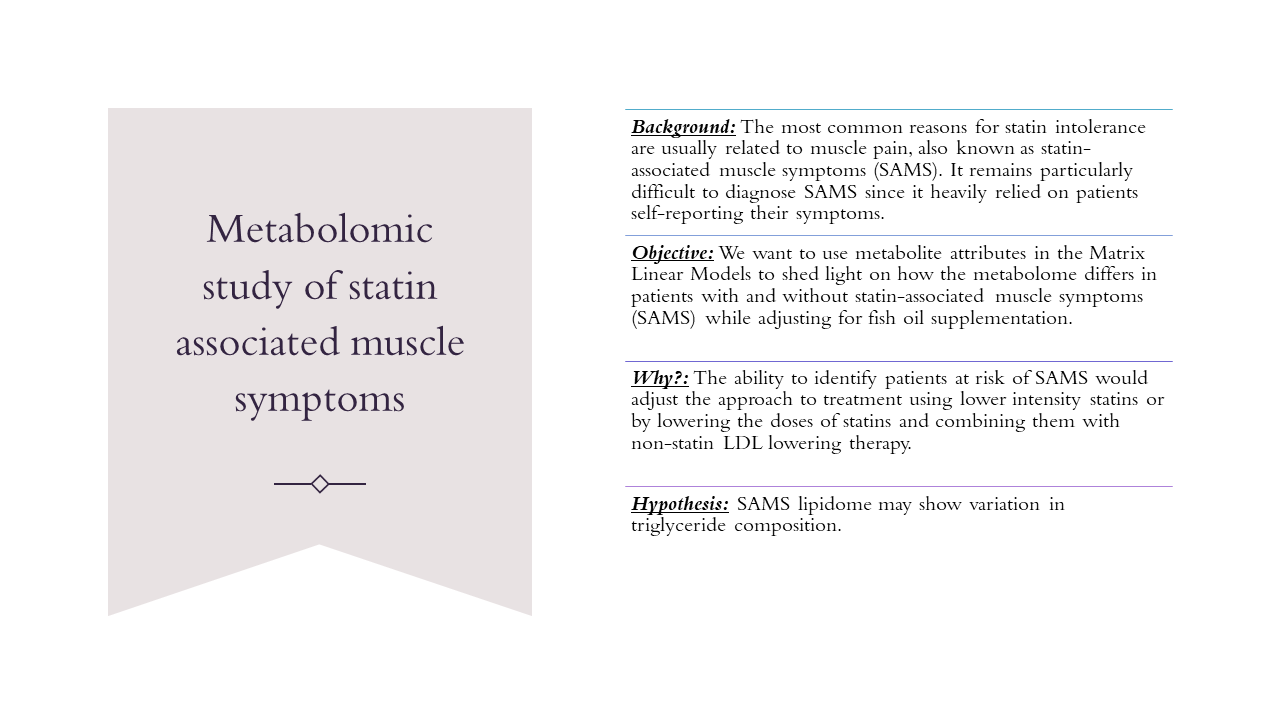 Metabolomic
study of statin
associated muscle
symptoms
Background: The most common reasons for statin intolerance
are usually related to muscle pain, also known as statin-
associated muscle symptoms (SAMS). It remains particularly
difficult to diagnose SAMS since it heavily relied on patients
self-reporting their symptoms.
Objective: We want to use metabolite attributes in the Matrix
Linear Models to shed light on how the metabolome differs in
patients with and without statin-associated muscle symptoms
(SAMS) while adjusting for fish oil supplementation.
Why?: The ability to identify patients at risk of SAMS would
adjust the approach to treatment using lower intensity statins or
by lowering the doses of statins and combining them with
non-statin LDL lowering therapy.
Hypothesis: SAMS lipidome may show variation in
triglyceride composition.